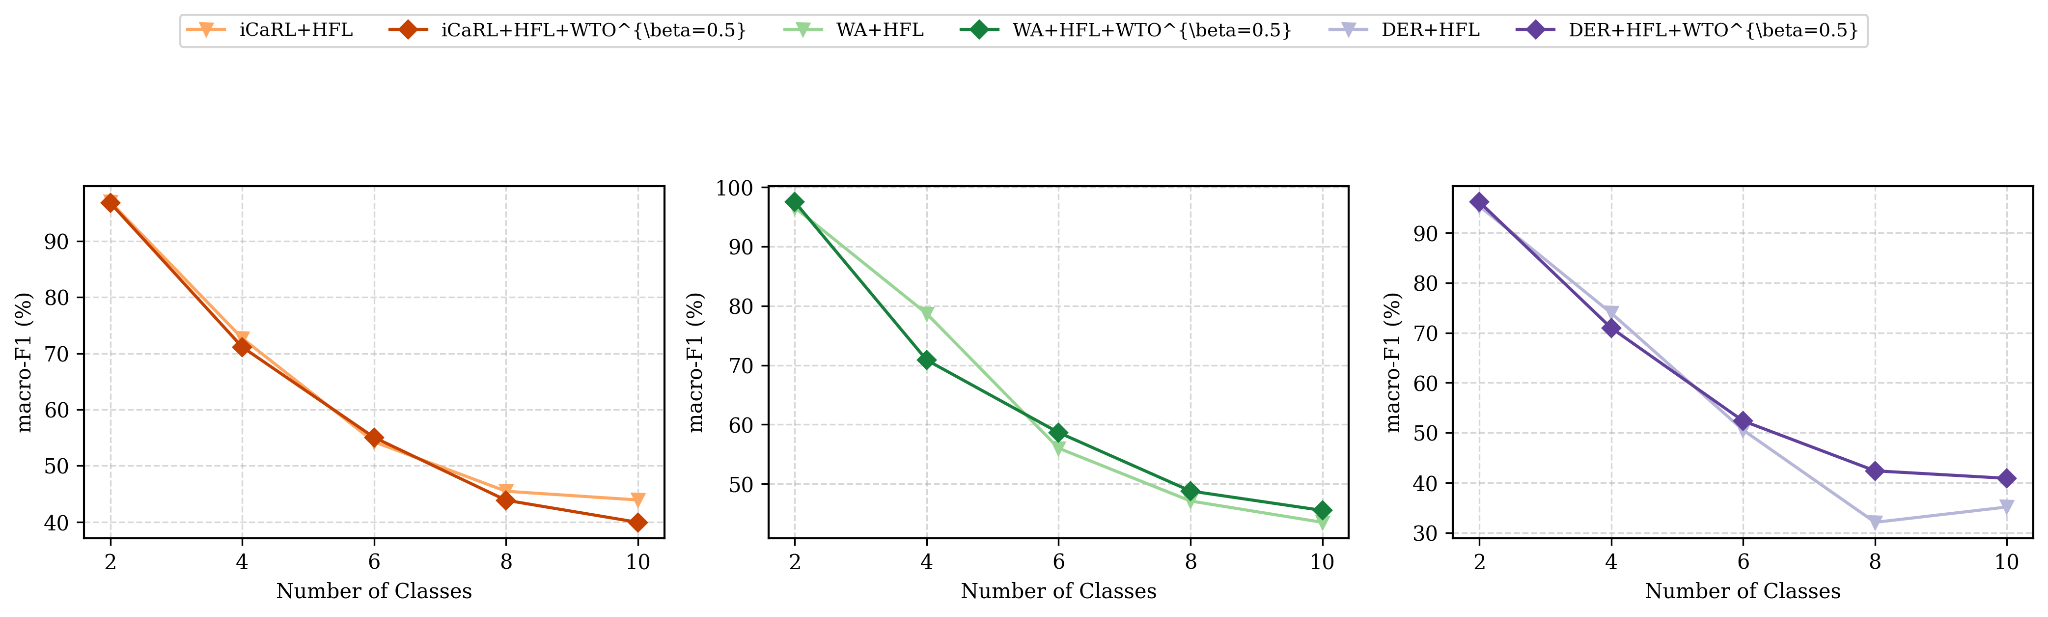 iCaRL+HFL iCaRL+HFL+WTO^{\beta=0.5} WA+HFL WA+HFL+WTO^{\beta=0.5} DER+HFL DER+HFL+WTO^{\beta=0.5}
macro-F1 (%)
90
80
70
60
50
40
2 4 6 8 10
Number of Classes
macro-F1 (%)
100
90
80
70
60
50
2 4 6 8 10
Number of Classes
macro-F1 (%)
90
80
70
60
50
40
30
2 4 6 8 10
Number of Classes